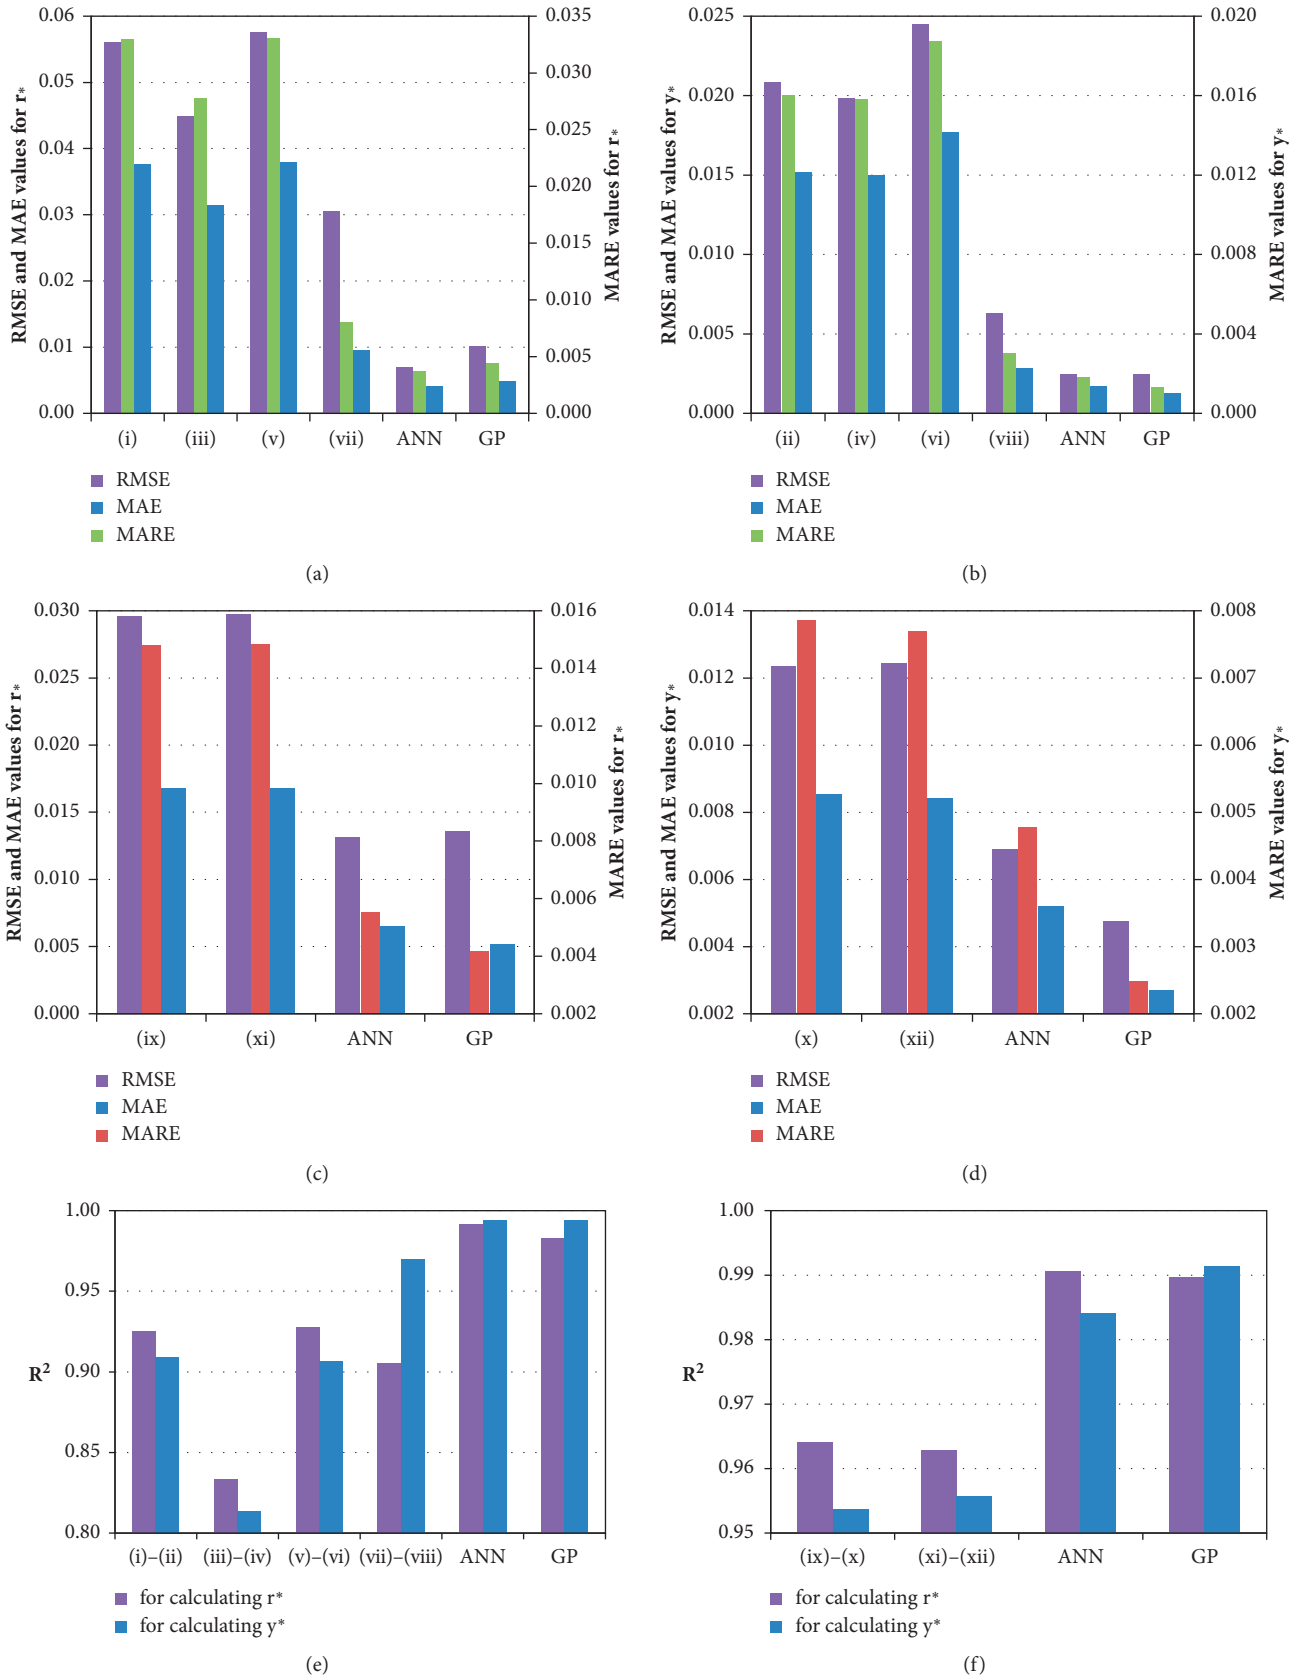 RMSE and MAE values for r*
0.06
0.05
0.04
0.03
0.02
0.01
0.00
0.035
0.030
0.025
0.020
0.015
0.010
0.005
0.000
MARE values for r*
(i) (iii) (v) (vii) ANN GP
RMSE
MAE
MARE
(a)
RMSE and MAE values for y*
0.025
0.020
0.015
0.010
0.005
0.000
0.020
0.016
0.012
0.008
0.004
0.000
MARE values for y*
(ii) (iv) (vi) (viii) ANN GP
RMSE
MAE
MARE
(b)
RMSE and MAE values for r*
0.030
0.025
0.020
0.015
0.010
0.005
0.000
0.016
0.014
0.012
0.010
0.008
0.006
0.004
0.002
MARE values for r*
(ix) (xi) ANN GP
RMSE
MAE
MARE
(c)
RMSE and MAE values for y*
0.014
0.012
0.010
0.008
0.006
0.004
0.002
0.008
0.007
0.006
0.005
0.004
0.003
0.002
MARE values for y*
(x) (xii) ANN GP
RMSE
MAE
MARE
(d)
R²
1.00
0.95
0.90
0.85
0.80
(i)–(ii) (iii)–(iv) (v)–(vi) (vii)–(viii) ANN GP
for calculating r*
for calculating y*
(e)
R²
1.00
0.99
0.98
0.97
0.96
0.95
(ix)–(x) (xi)–(xii) ANN GP
for calculating r*
for calculating y*
(f)